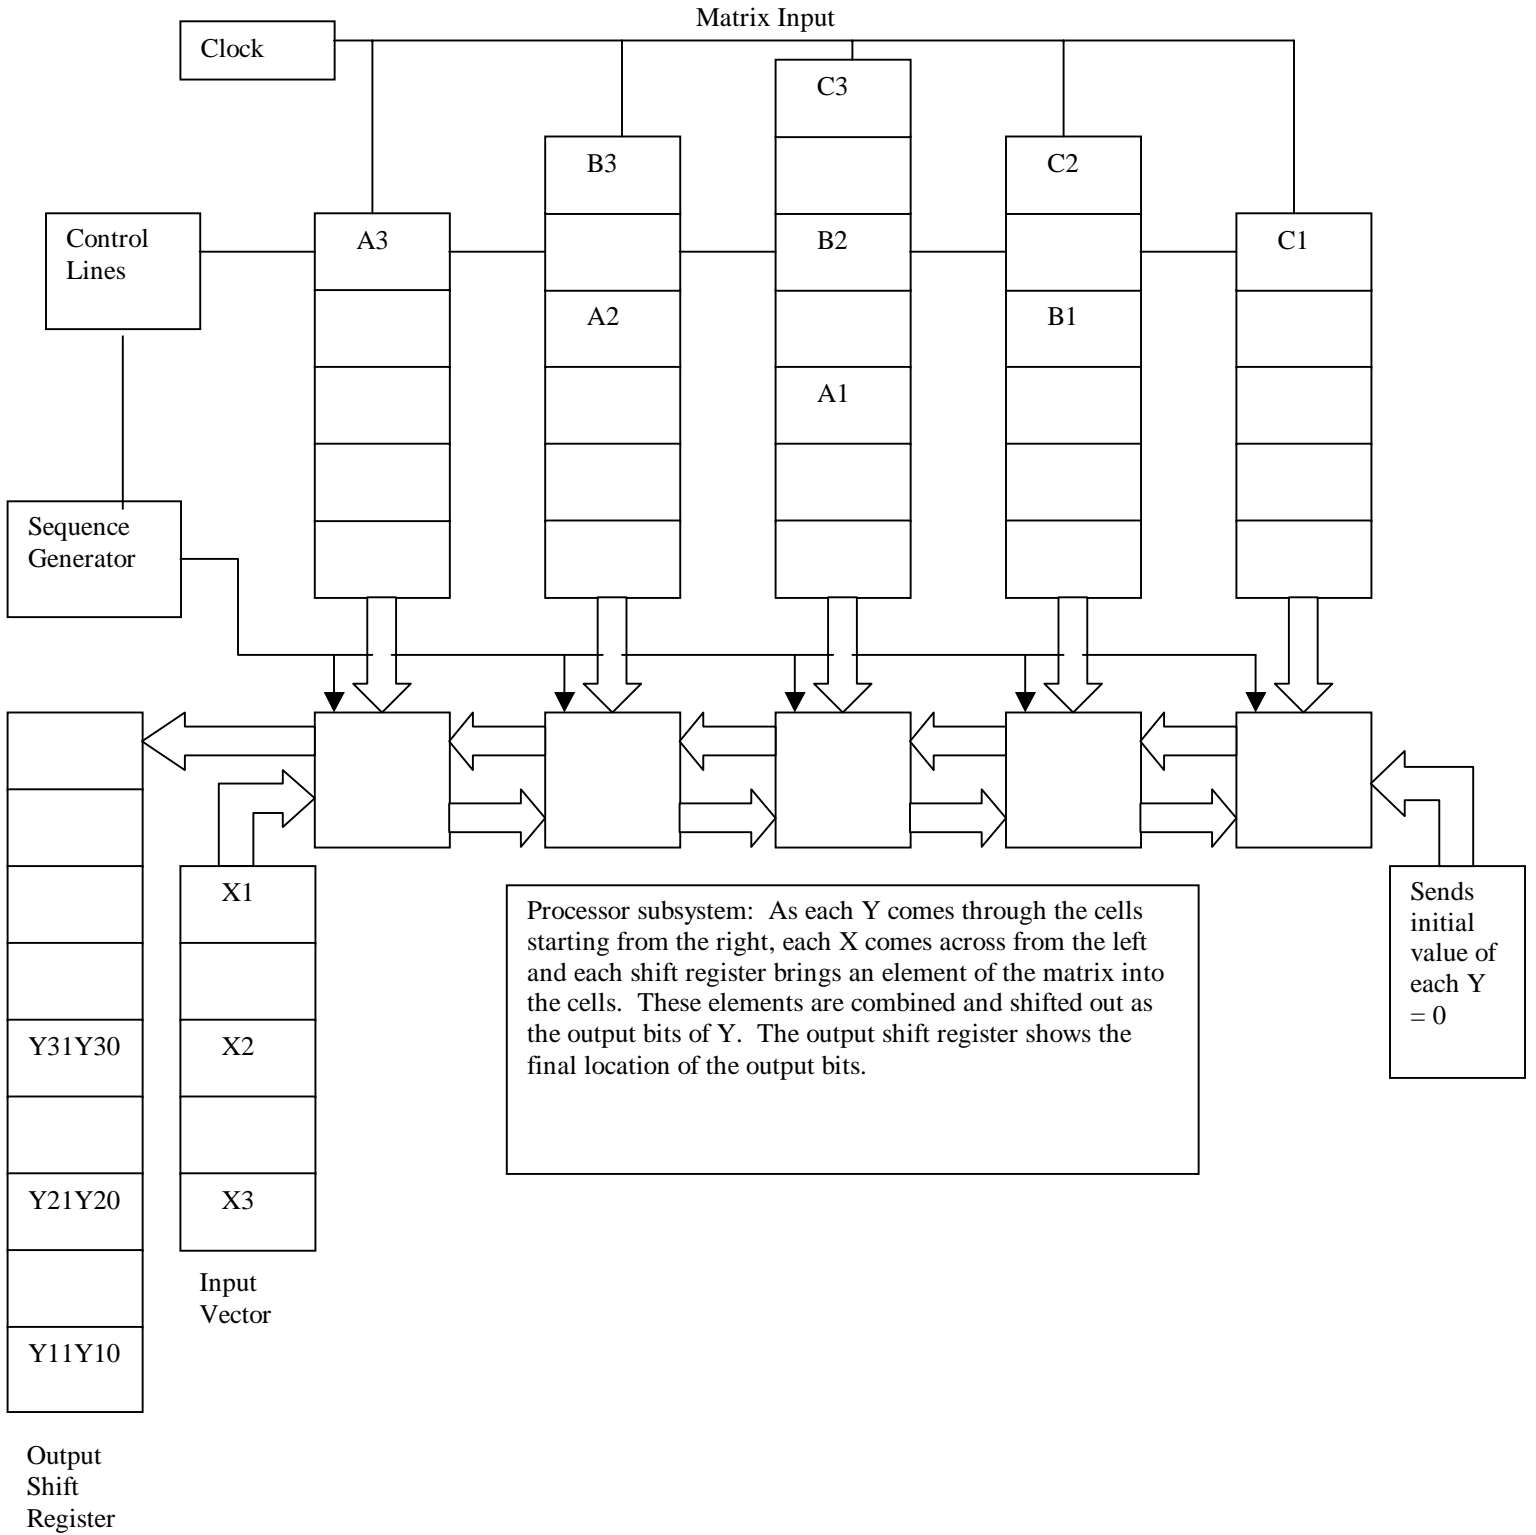 Matrix Input
Clock
C3
B3
C2
Control
Lines
A3
B2
C1
A2
B1
A1
Sequence
Generator
X1
Processor subsystem: As each Y comes through the cells
starting from the right, each X comes across from the left
and each shift register brings an element of the matrix into
the cells. These elements are combined and shifted out as
the output bits of Y. The output shift register shows the
final location of the output bits.
Sends
initial
value of
each Y
= 0
Y31Y30
X2
Y21Y20
X3
Input
Vector
Y11Y10
Output
Shift
Register